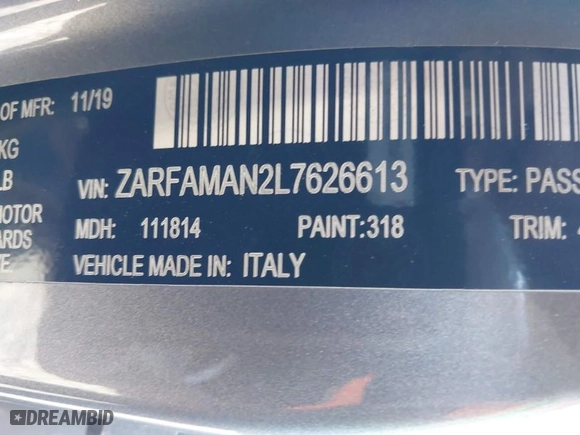 OF MFR: 11/19
KG
LB
VIN: ZARFAMAN2L7626613 TYPE: PASS
MOTOR MDH: 111814 PAINT:318 TRIM:
ARDS
VEHICLE MADE IN: ITALY
DREAMBID